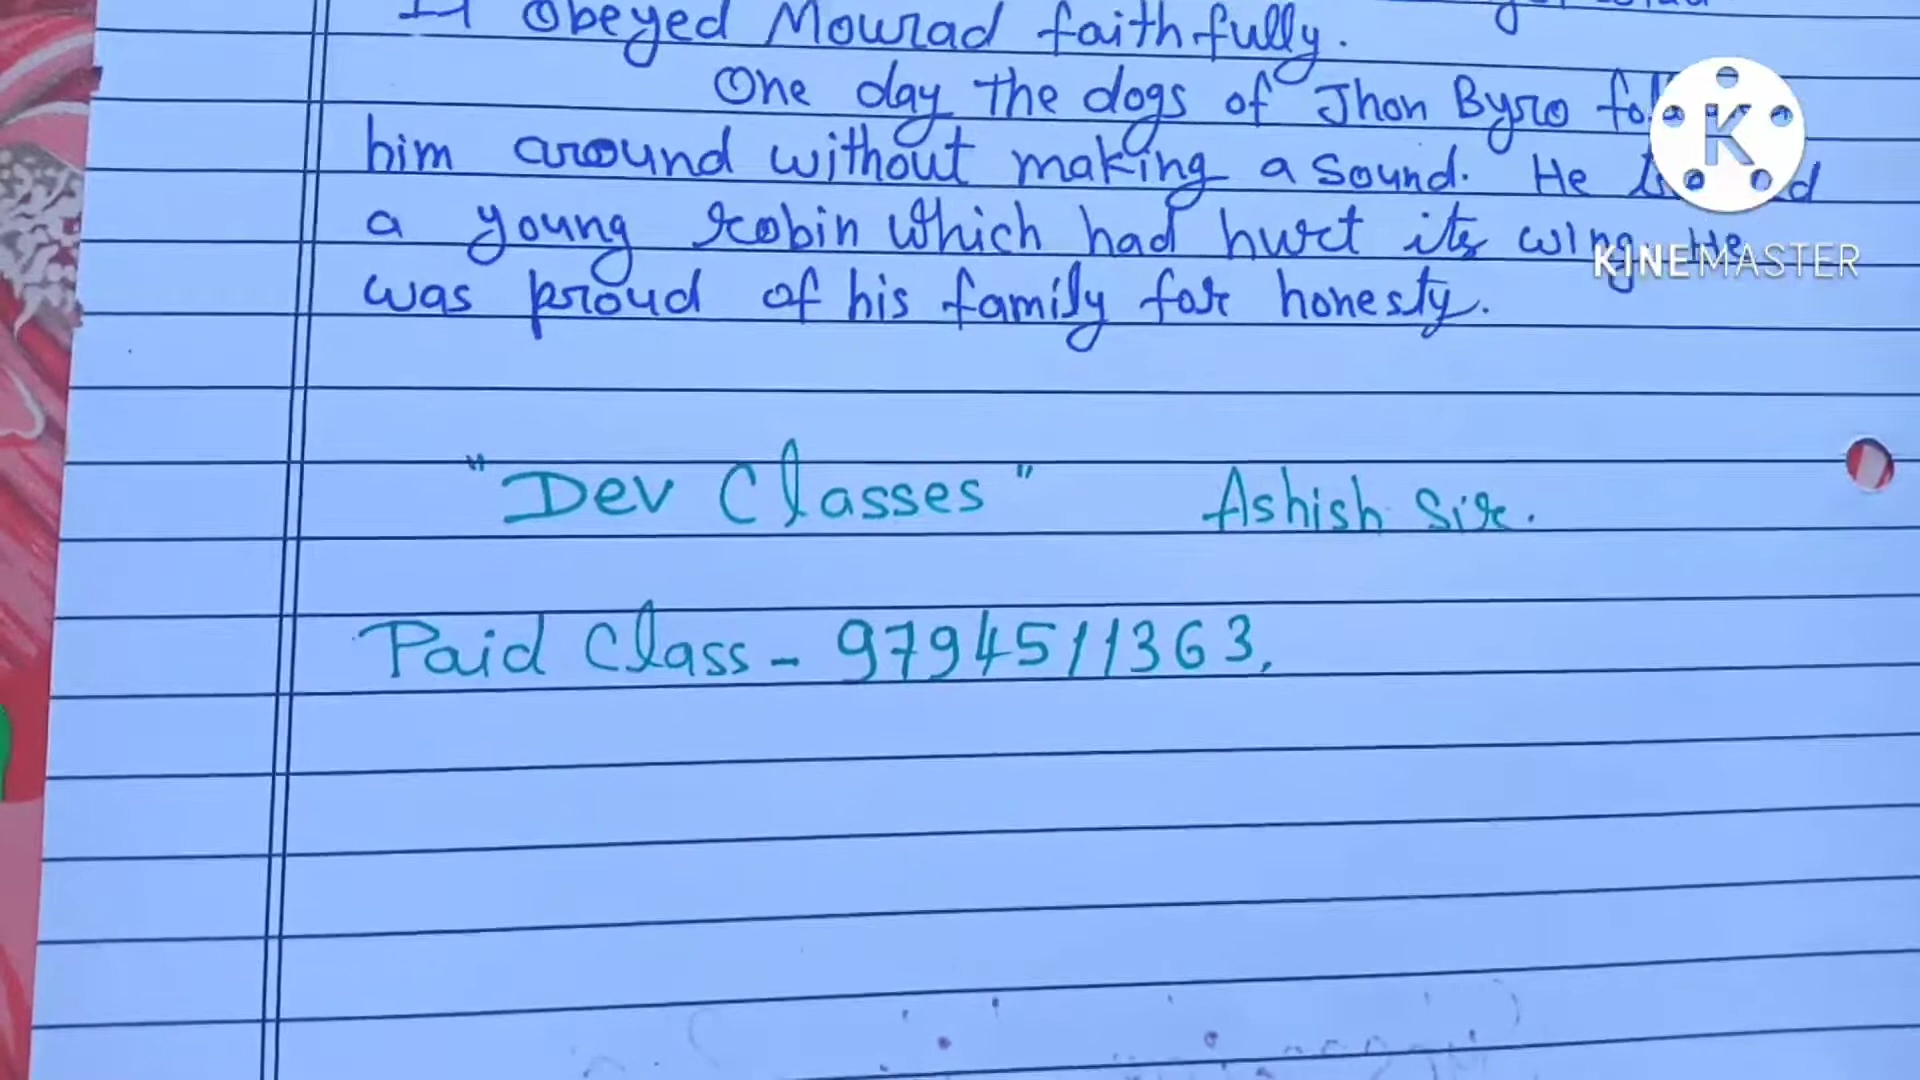 It obeyed Mourad faithfully.
One day the dogs of Jhon Byro
him around without making a sound. He
a young robin which had hurt its wing. He
was proud of his family for honesty.
"Dev Classes" Ashish Sir.
Paid Class - 9794511363,
KINEMASTER